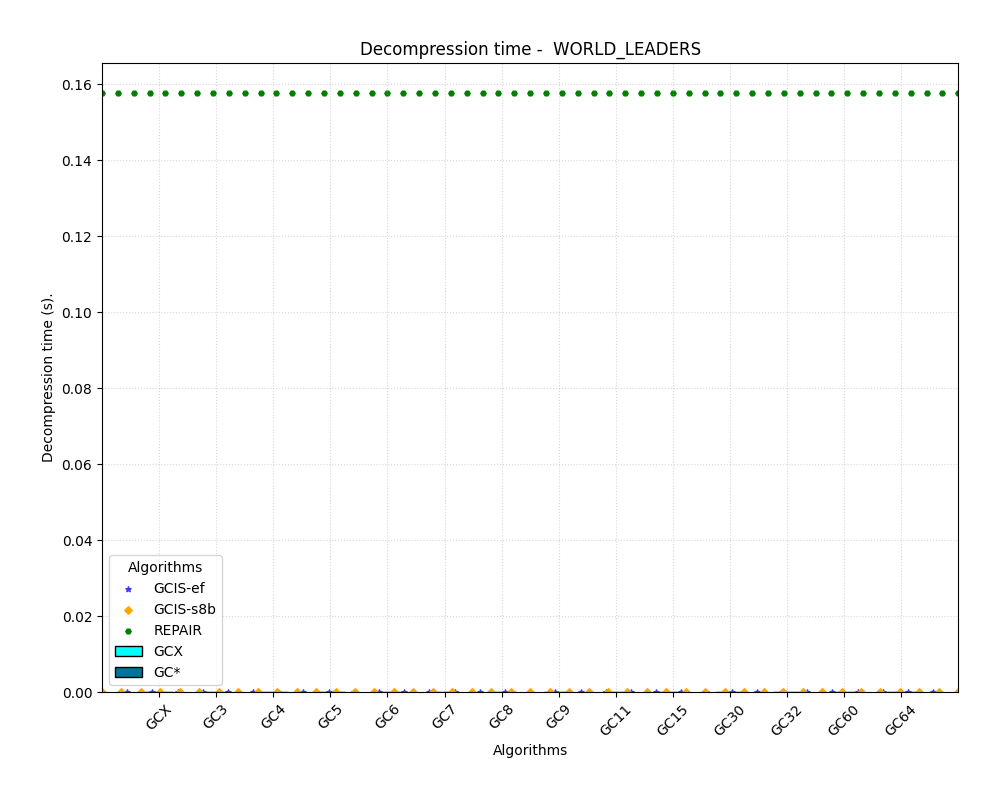 Decompression time -  WORLD_LEADERS
Decompression time (s).
0.16
0.14
0.12
0.10
0.08
0.06
0.04
0.02
0.00
Algorithms
GCIS-ef
GCIS-s8b
REPAIR
GCX
GC*
GCX
GC3
GC4
GC5
GC6
GC7
GC8
GC9
GC11
GC15
GC30
GC32
GC60
GC64
Algorithms